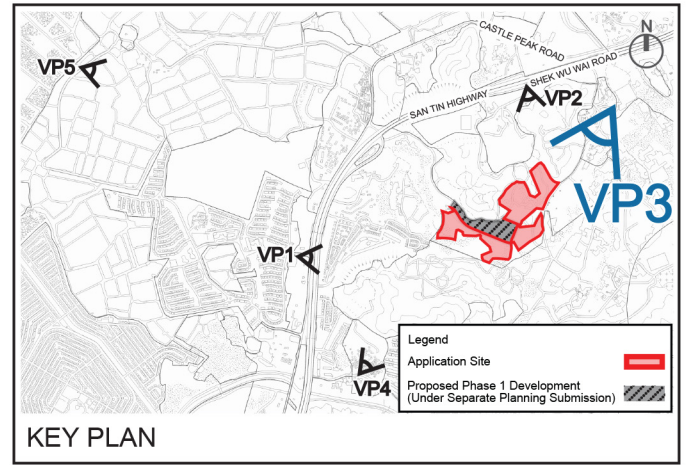 CASTLE PEAK ROAD
N
VP5
SHEK WU WAI ROAD
SAN TIN HIGHWAY
VP2
VP3
VP1
VP4
Legend
Application Site
Proposed Phase 1 Development
(Under Separate Planning Submission)
KEY PLAN